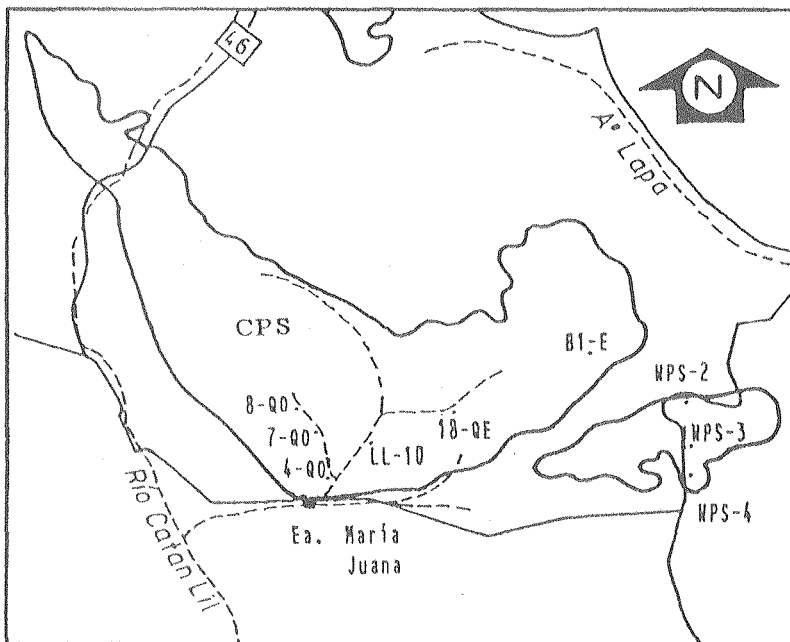 46
N
Aº Lapa
CPS
B1-E
NPS-2
8-QO
7-QO
18-QE
NPS-3
LL-10
4-QO
NPS-4
Ea. María
Juana
Río Catan Lil